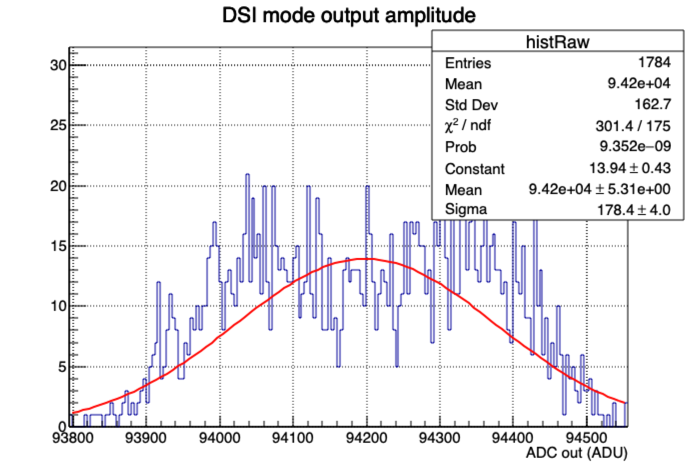 DSI mode output amplitude
histRaw
Entries 1784
Mean 9.42e+04
Std Dev 162.7
χ² / ndf 301.4 / 175
Prob 9.352e−09
Constant 13.94 ± 0.43
Mean 9.42e+04 ± 5.31e+00
Sigma 178.4 ± 4.0
30
25
20
15
10
5
0
93800 93900 94000 94100 94200 94300 94400 94500
ADC out (ADU)